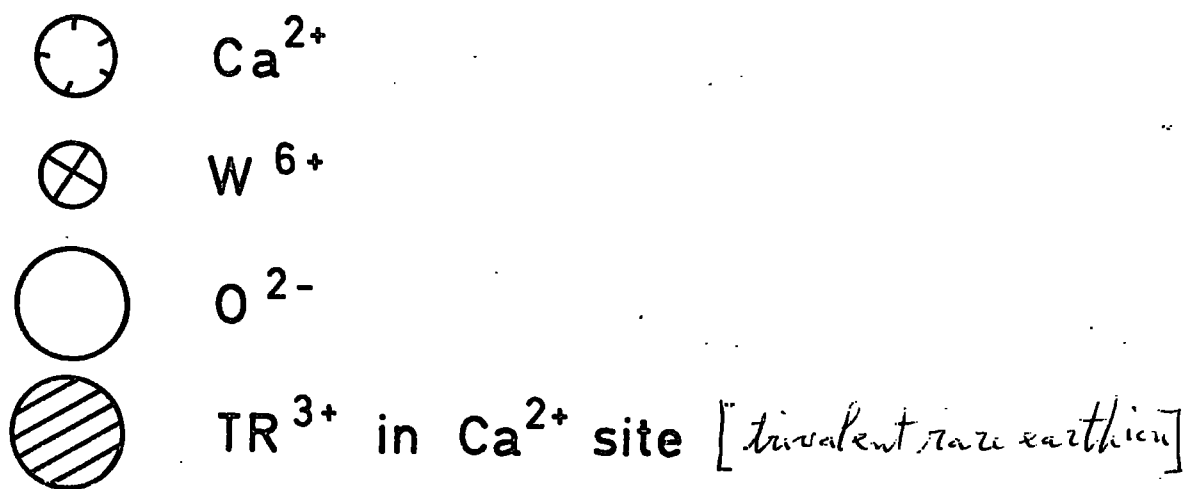 Ca²⁺
W⁶⁺
O²⁻
TR³⁺ in Ca²⁺ site [trivalent rare earth ion]